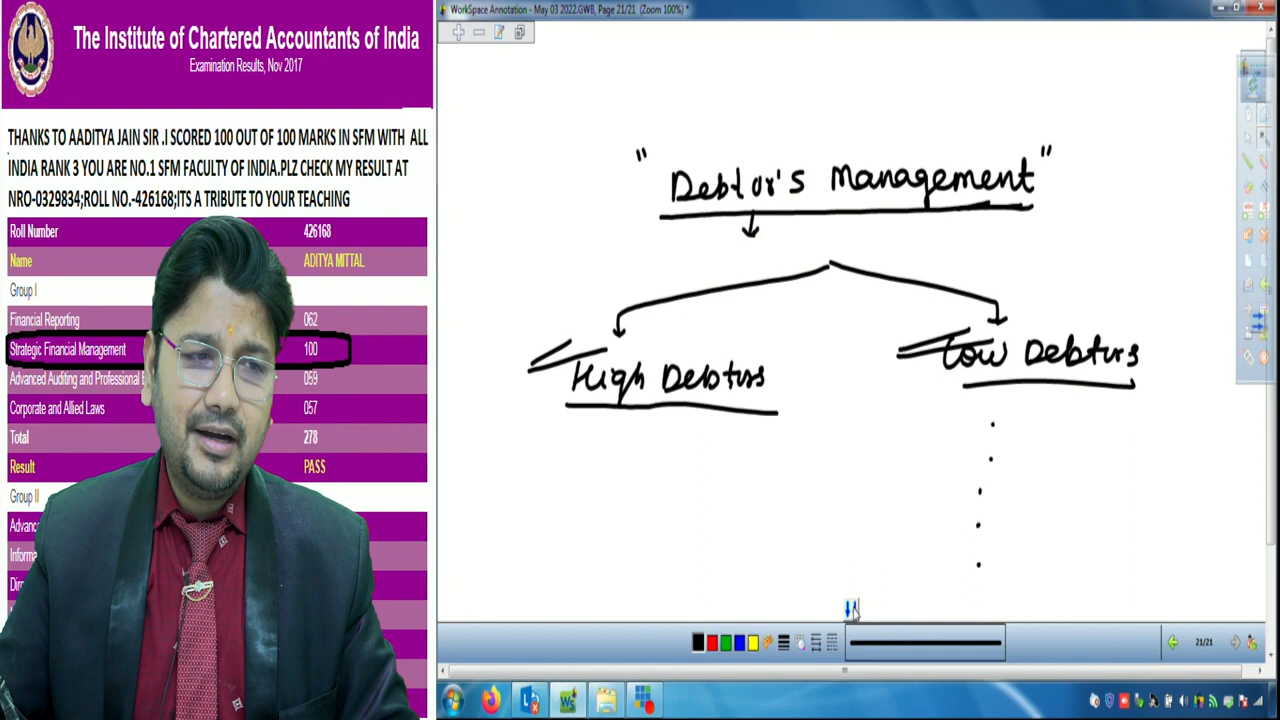 The Institute of Chartered Accountants of India
Examination Results, Nov 2017
THANKS TO AADITYA JAIN SIR .I SCORED 100 OUT OF 100 MARKS IN SFM WITH ALL
INDIA RANK 3 YOU ARE NO.1 SFM FACULTY OF INDIA.PLZ CHECK MY RESULT AT
NRO-0329834;ROLL NO.-426168;ITS A TRIBUTE TO YOUR TEACHING
Roll Number 426168
Name ADITYA MITTAL
Group I
Financial Reporting 062
Strategic Financial Management 100
Advanced Auditing and Professional 059
Corporate and Allied Laws 057
Total 278
Result PASS
Group II
Advanc
Informa
Dir
WorkSpace Annotation - May 03 2022.GWB, Page 21/21 (Zoom 100%) *
" Debtor's Management "
High Debtors
Low Debtors
21/21